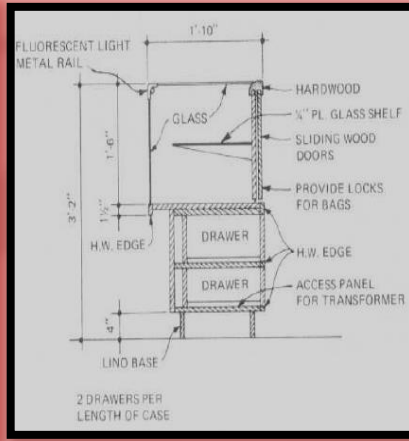 1'-10"
FLUORESCENT LIGHT
METAL RAIL
HARDWOOD
GLASS
¼" PL. GLASS SHELF
SLIDING WOOD
DOORS
1'-6"
PROVIDE LOCKS
FOR BAGS
3'-2"
1½"
H.W. EDGE
DRAWER
H.W. EDGE
DRAWER
ACCESS PANEL
FOR TRANSFORMER
4"
LINO BASE
2 DRAWERS PER
LENGTH OF CASE